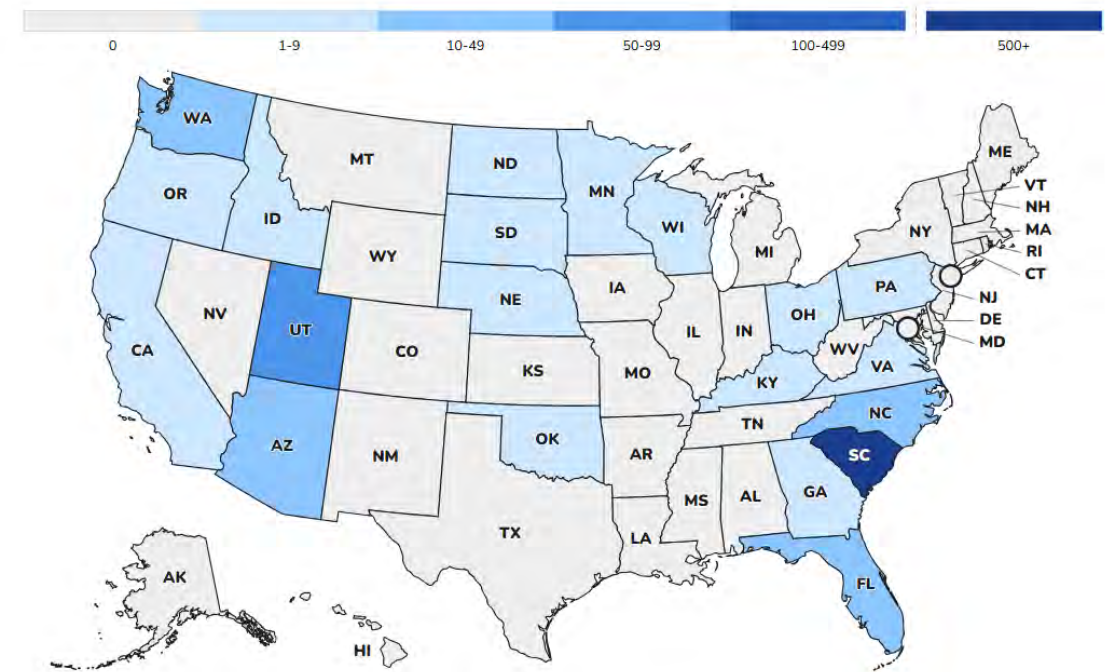 0 1-9 10-49 50-99 100-499 500+
WA
MT
ND
MN
ME
OR
ID
SD
WI
VT
NH
NY
MA
MI
RI
WY
CT
IA
PA
NE
NJ
NV
OH
UT
IL
IN
DE
CA
CO
WV
MD
VA
KS
MO
KY
NC
TN
OK
AZ
AR
SC
NM
GA
MS
AL
TX
LA
AK
FL
HI